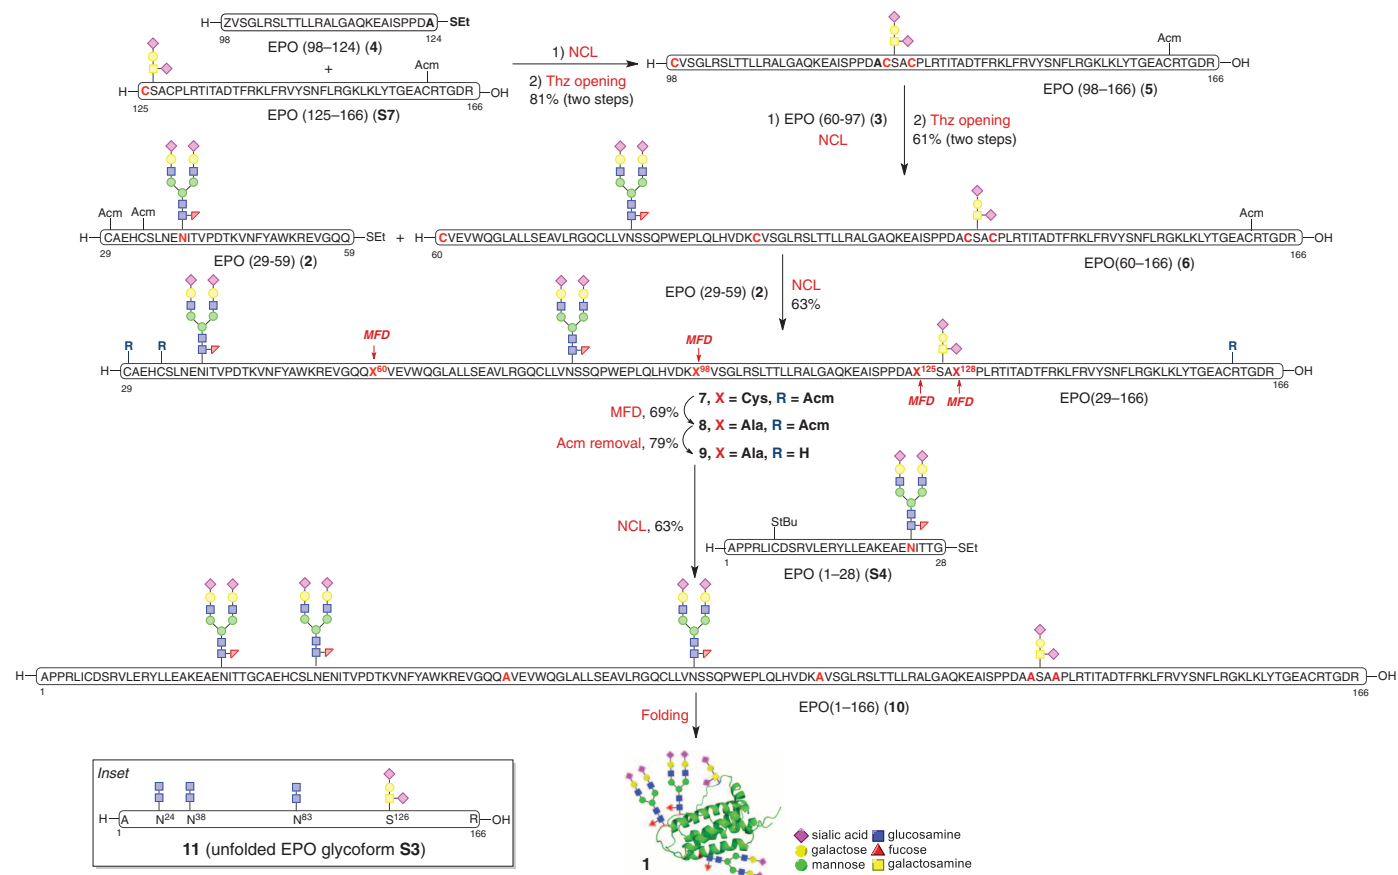 H–ZVSGLRSLTTLLRALGAQKEAISPPDA–SEt
98 124
EPO (98–124) (4)
+
Acm
H–CSACPLRTITADTFRKLFRVYSNFLRGKLKLYTGEACRTGDR–OH
125 166
EPO (125–166) (S7)
1) NCL
2) Thz opening
81% (two steps)
Acm
H–CVSGLRSLTTLLRALGAQKEAISPPDACSACPLRTITADTFRKLFRVYSNFLRGKLKLYTGEACRTGDR–OH
98 166
EPO (98–166) (5)
1) EPO (60-97) (3)
NCL
2) Thz opening
61% (two steps)
Acm Acm
H–CAEHCSLNENITVPDTKVNFYAWKREVGQQ–SEt
29 59
EPO (29-59) (2)
+
Acm
H–CVEVWQGLALLSEAVLRGQCLLVNSSQPWEPLQLHVDKCVSGLRSLTTLLRALGAQKEAISPPDACSACPLRTITADTFRKLFRVYSNFLRGKLKLYTGEACRTGDR–OH
60 166
EPO(60–166) (6)
EPO (29-59) (2)
NCL
63%
R R MFD MFD R
H–CAEHCSLNENITVPDTKVNFYAWKREVGQQX60VEVWQGLALLSEAVLRGQCLLVNSSQPWEPLQLHVDKX98VSGLRSLTTLLRALGAQKEAISPPDAX125SAX128PLRTITADTFRKLFRVYSNFLRGKLKLYTGEACRTGDR–OH
29 166
MFD MFD
EPO(29–166)
7, X = Cys, R = Acm
MFD, 69%
8, X = Ala, R = Acm
Acm removal, 79%
9, X = Ala, R = H
NCL, 63%
StBu
H–APPRLICDSRVLERYLLEAKEAENITTG–SEt
1 28
EPO (1–28) (S4)
H–APPRLICDSRVLERYLLEAKEAENITTGCAEHCSLNENITVPDTKVNFYAWKREVGQQAVEVWQGLALLSEAVLRGQCLLVNSSQPWEPLQLHVDKAVSGLRSLTTLLRALGAQKEAISPPDAASAAPLRTITADTFRKLFRVYSNFLRGKLKLYTGEACRTGDR–OH
1 166
EPO(1–166) (10)
Folding
Inset
H–A N24 N38 N83 S126 R–OH
1 166
11 (unfolded EPO glycoform S3)
1
sialic acid glucosamine
galactose fucose
mannose galactosamine